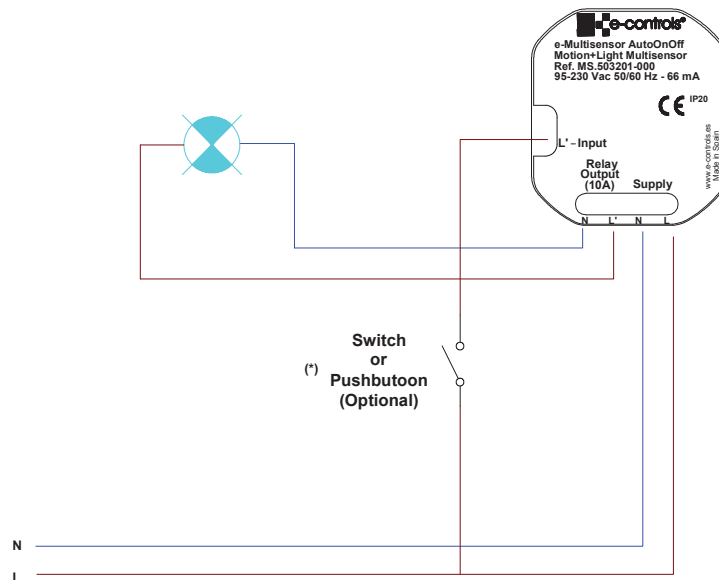 e-controls®
e-Multisensor AutoOnOff
Motion+Light Multisensor
Ref. MS.503201-000
95-230 Vac 50/60 Hz - 66 mA
CE IP20
www.e-controls.es
Made in Spain
L' - Input
Relay
Output
(10A)
Supply
N L' N L
Switch
or
(*) Pushbutoon
(Optional)
N
L